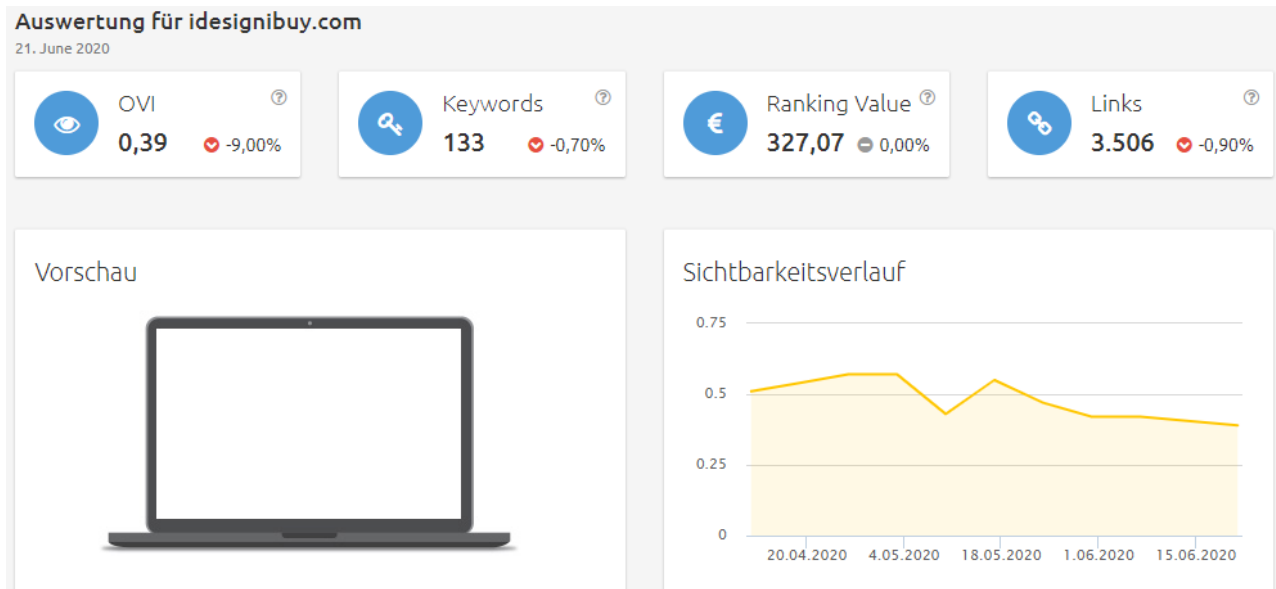 Auswertung für idesignibuy.com
21. June 2020
OVI
0,39 -9,00%
Keywords
133 -0,70%
Ranking Value
€
327,07 0,00%
Links
3.506 -0,90%
Vorschau
Sichtbarkeitsverlauf
0.75
0.5
0.25
0
20.04.2020 4.05.2020 18.05.2020 1.06.2020 15.06.2020